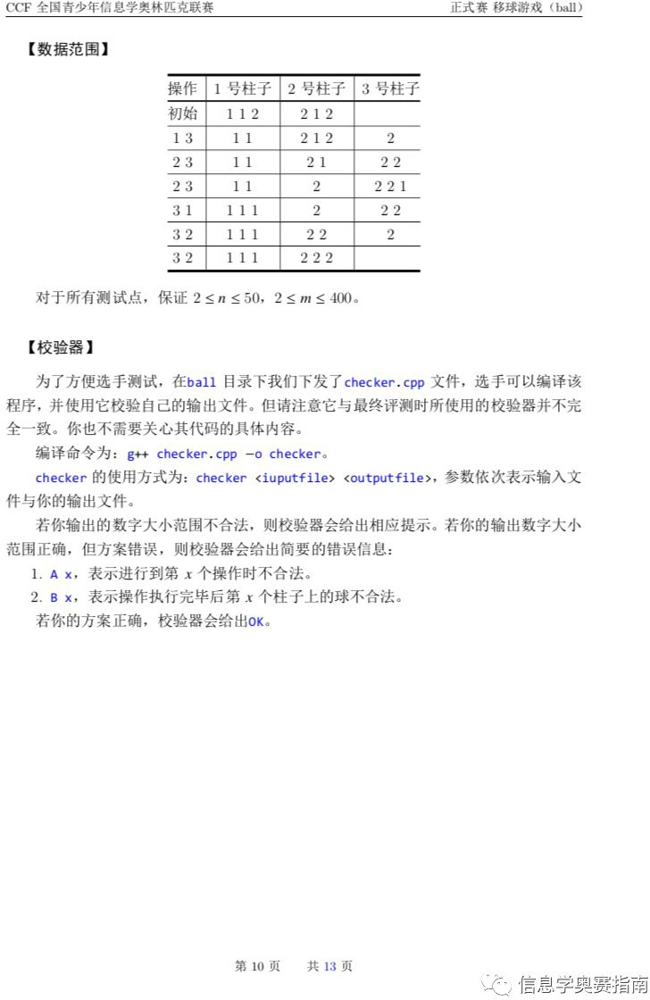 CCF 全国青少年信息学奥林匹克联赛 正式赛 移球游戏（ball）
【数据范围】
操作 1 号柱子 2 号柱子 3 号柱子
初始 1 1 2 2 1 2
1 3 1 1 2 1 2 2
2 3 1 1 2 1 2 2
2 3 1 1 2 2 2 1
3 1 1 1 1 2 2 2
3 2 1 1 1 2 2 2
3 2 1 1 1 2 2 2
对于所有测试点，保证 2 ≤ n ≤ 50，2 ≤ m ≤ 400。
【校验器】
为了方便选手测试，在ball 目录下我们下发了checker.cpp 文件，选手可以编译该
程序，并使用它校验自己的输出文件。但请注意它与最终评测时所使用的校验器并不完
全一致。你也不需要关心其代码的具体内容。
编译命令为：g++ checker.cpp −o checker。
checker 的使用方式为：checker <iuputfile> <outputfile>，参数依次表示输入文
件与你的输出文件。
若你输出的数字大小范围不合法，则校验器会给出相应提示。若你的输出数字大小
范围正确，但方案错误，则校验器会给出简要的错误信息：
1. A x，表示进行到第 x 个操作时不合法。
2. B x，表示操作执行完毕后第 x 个柱子上的球不合法。
若你的方案正确，校验器会给出OK。
第 10 页 共 13 页
信息学奥赛指南